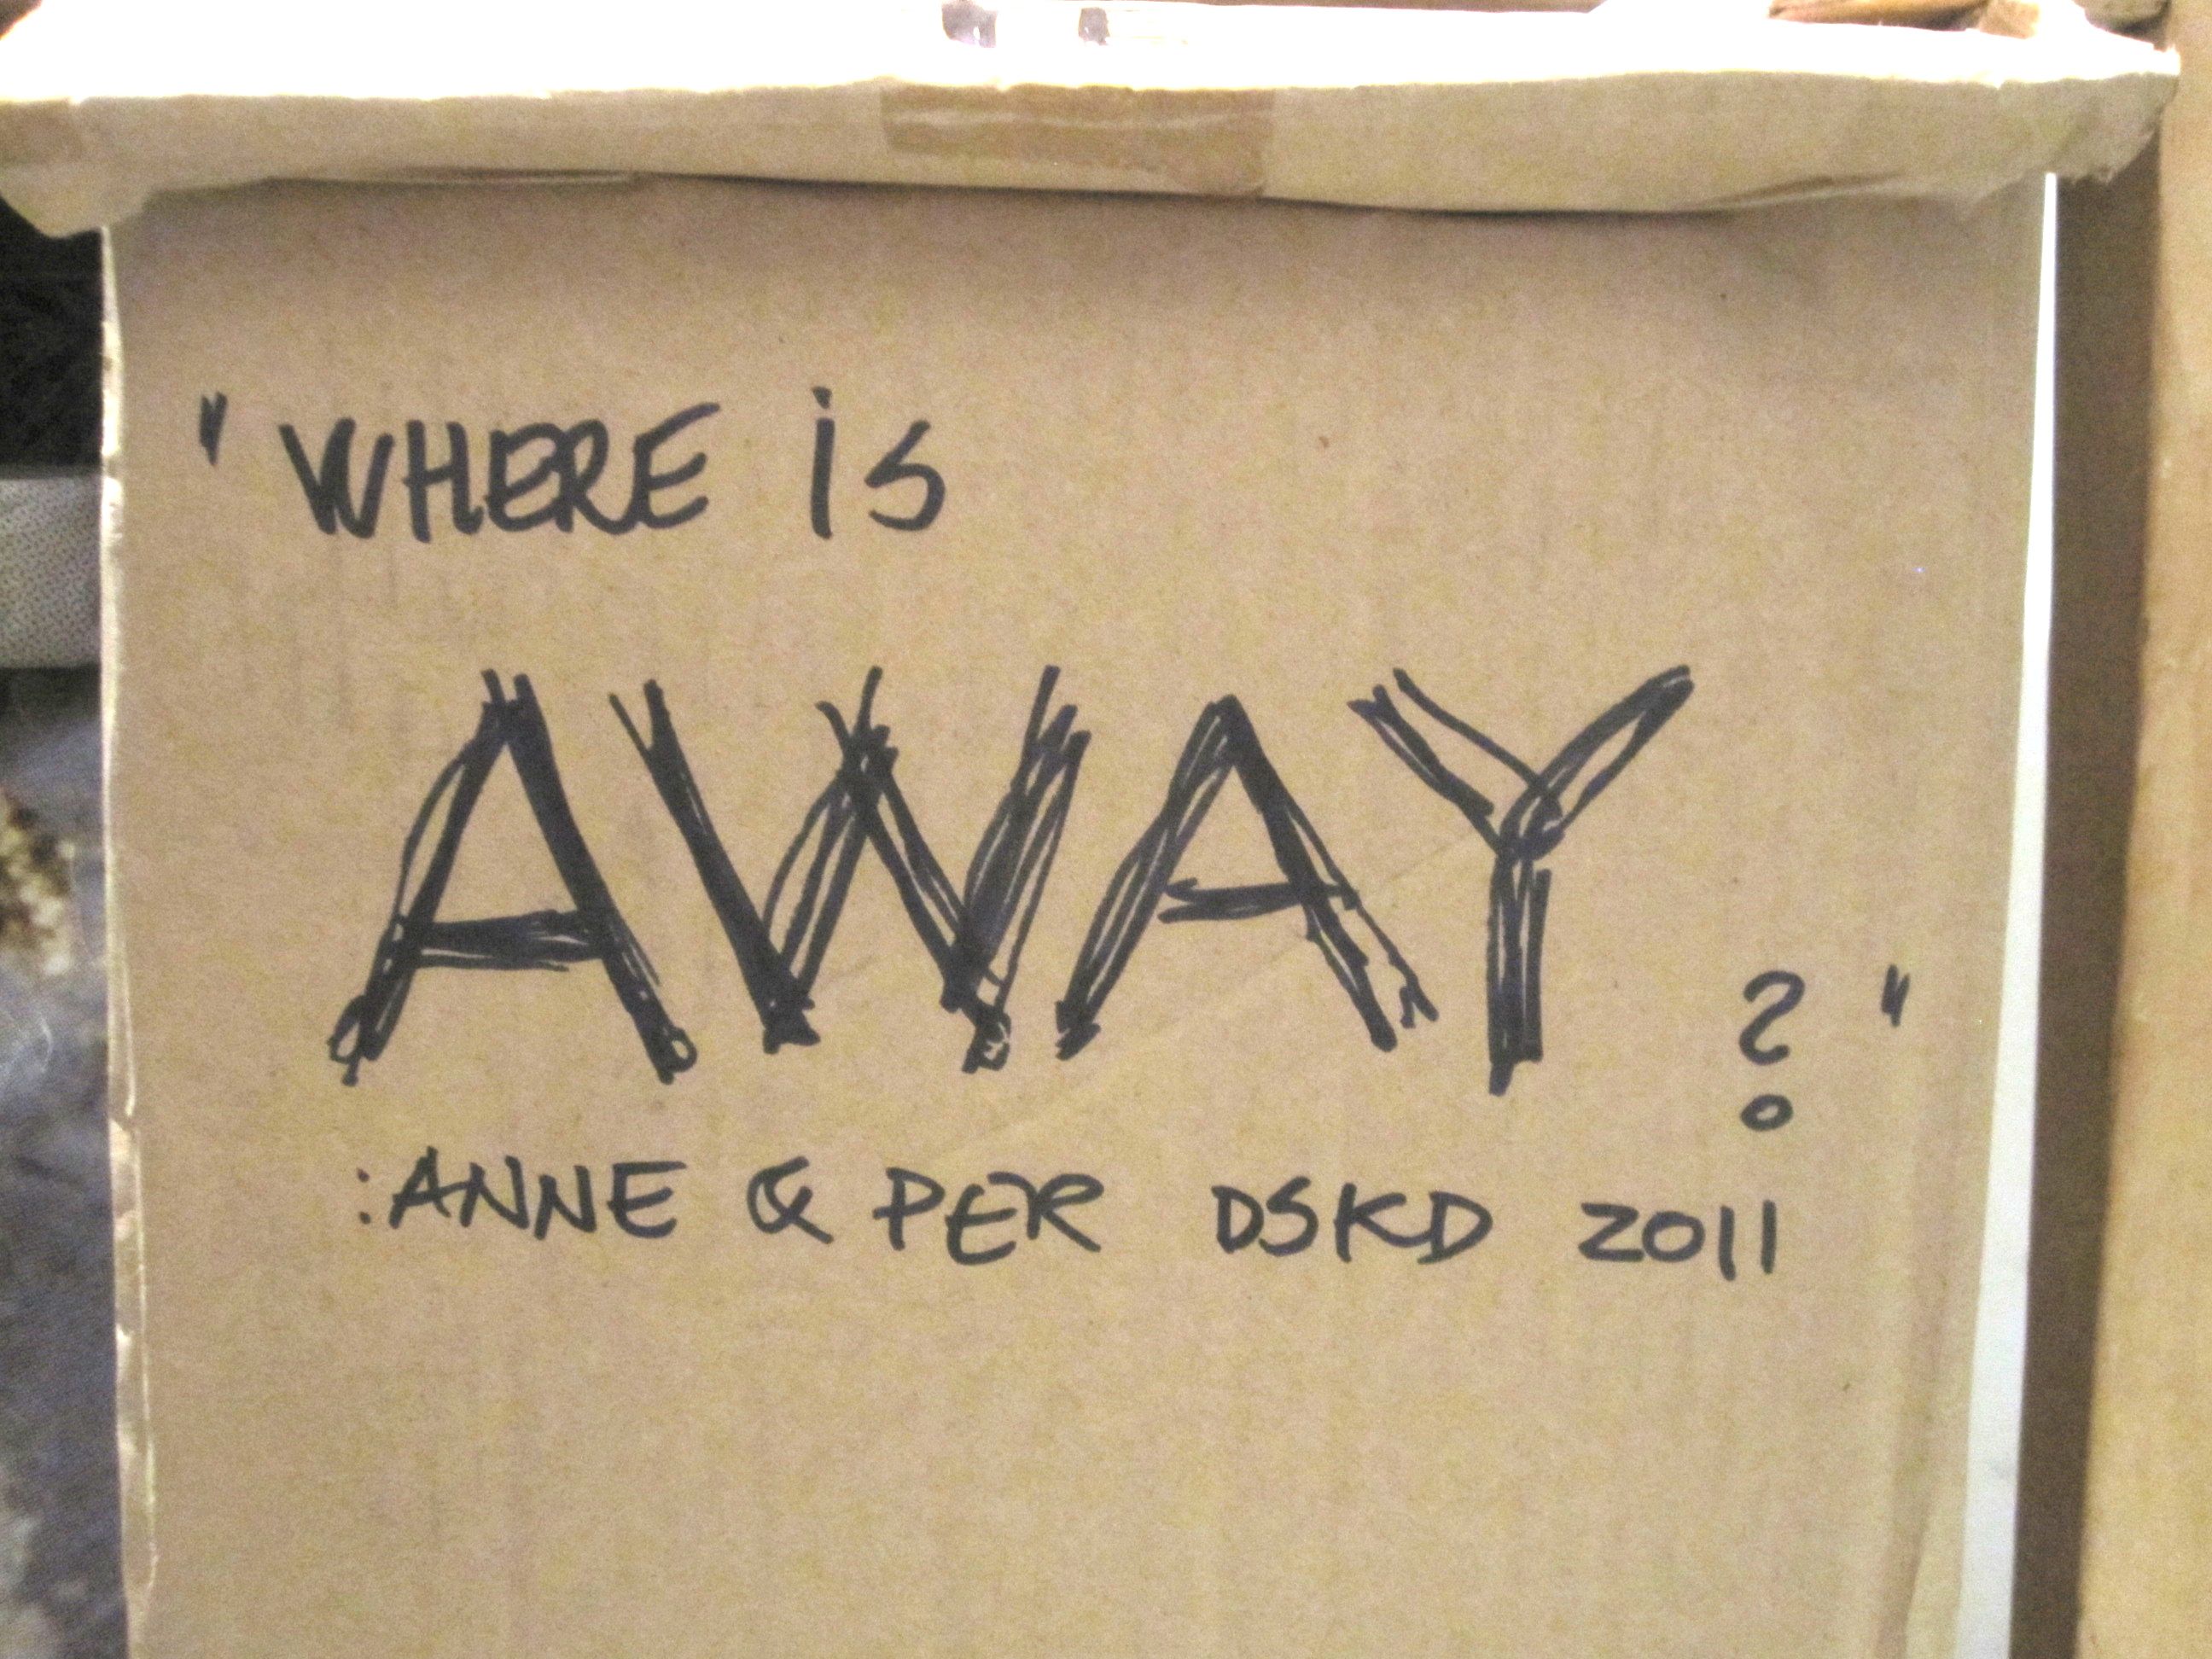 "WHERE iS
AWAY?"
:ANNE & PER DSKD 2011